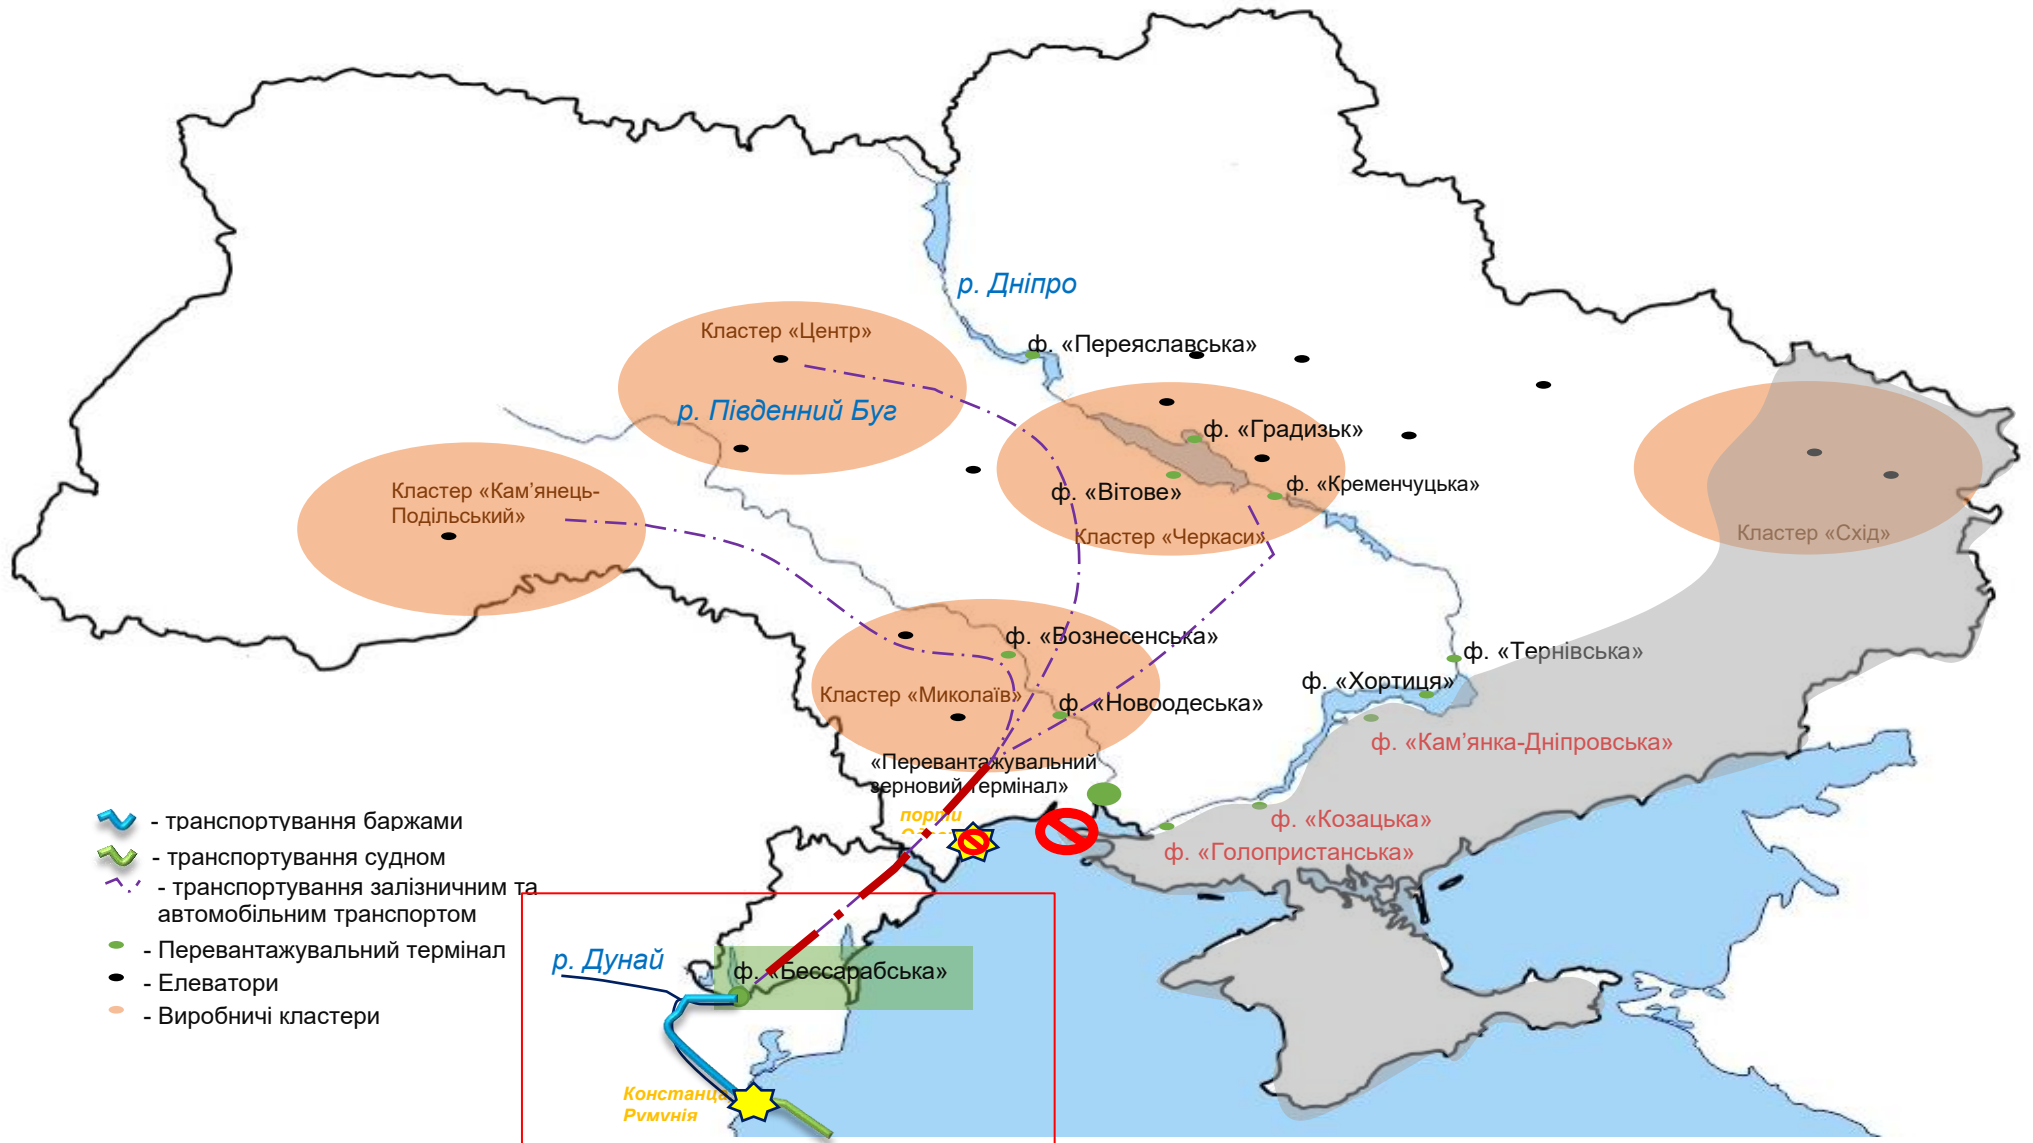 р. Дніпро
Кластер «Центр»
ф. «Переяславська»
р. Південний Буг
ф. «Градизьк»
Кластер «Кам’янець-
Подільський»
ф. «Вітове»
ф. «Кременчуцька»
Кластер «Черкаси»
Кластер «Схід»
ф. «Вознесенська»
ф. «Тернівська»
ф. «Хортиця»
Кластер «Миколаїв»
ф. «Новоодеська»
ф. «Кам’янка-Дніпровська»
«Перевантажувальний
зерновий термінал»
порти
ф. «Козацька»
ф. «Голопристанська»
- транспортування баржами
- транспортування судном
- транспортування залізничним та
автомобільним транспортом
- Перевантажувальний термінал
- Елеватори
- Виробничі кластери
р. Дунай
ф. «Бессарабська»
Констанца
Румунія